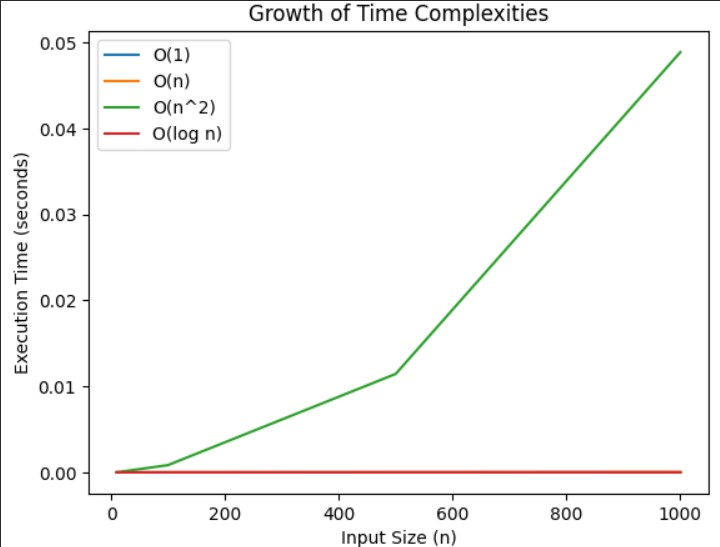 Growth of Time Complexities
0.05
0.04
0.03
0.02
0.01
0.00
Execution Time (seconds)
O(1)
O(n)
O(n^2)
O(log n)
0 200 400 600 800 1000
Input Size (n)